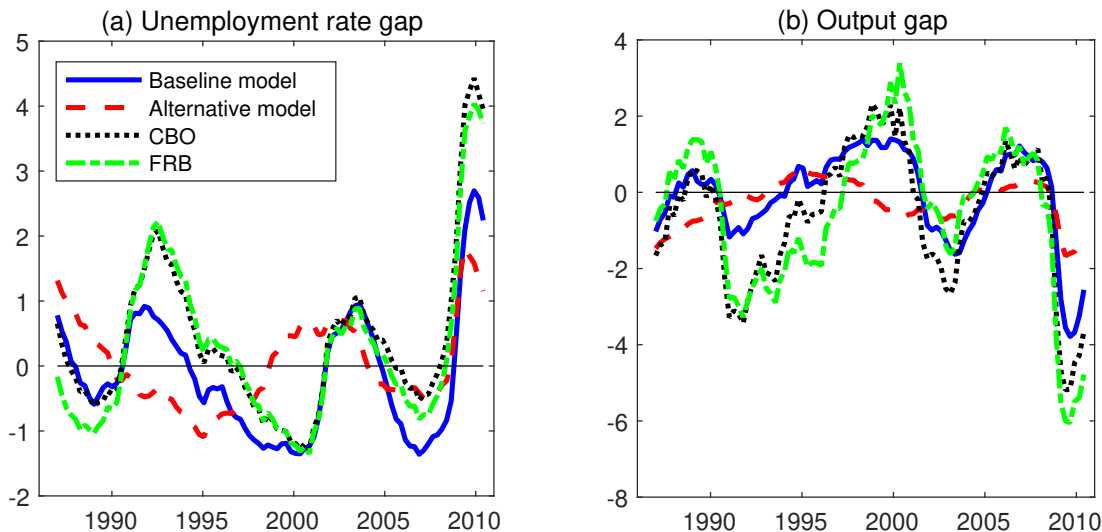 (a) Unemployment rate gap
5
4
3
2
1
0
-1
-2
1990 1995 2000 2005 2010
Baseline model
Alternative model
CBO
FRB
(b) Output gap
4
2
0
-2
-4
-6
-8
1990 1995 2000 2005 2010